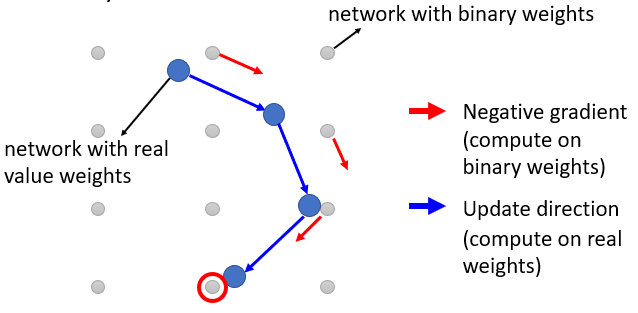 network with binary weights
network with real
value weights
Negative gradient
(compute on
binary weights)
Update direction
(compute on real
weights)